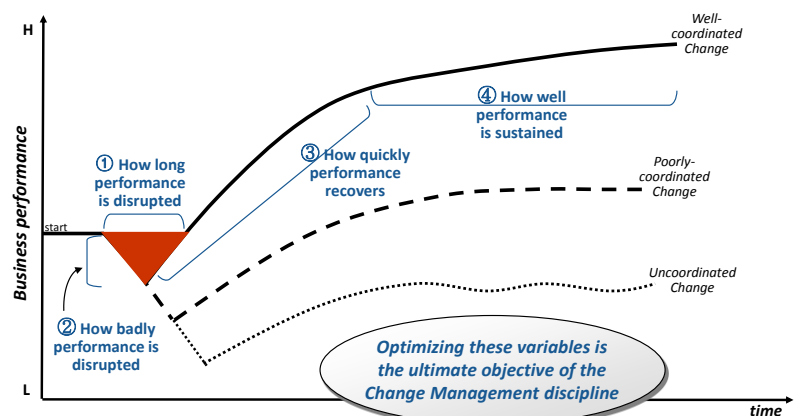 H
Well-
coordinated
Change
④ How well
performance
is sustained
① How long
performance
is disrupted
③ How quickly
performance
recovers
Poorly-
coordinated
Change
Business performance
start
Uncoordinated
Change
② How badly
performance is
disrupted
Optimizing these variables is
the ultimate objective of the
Change Management discipline
L
time